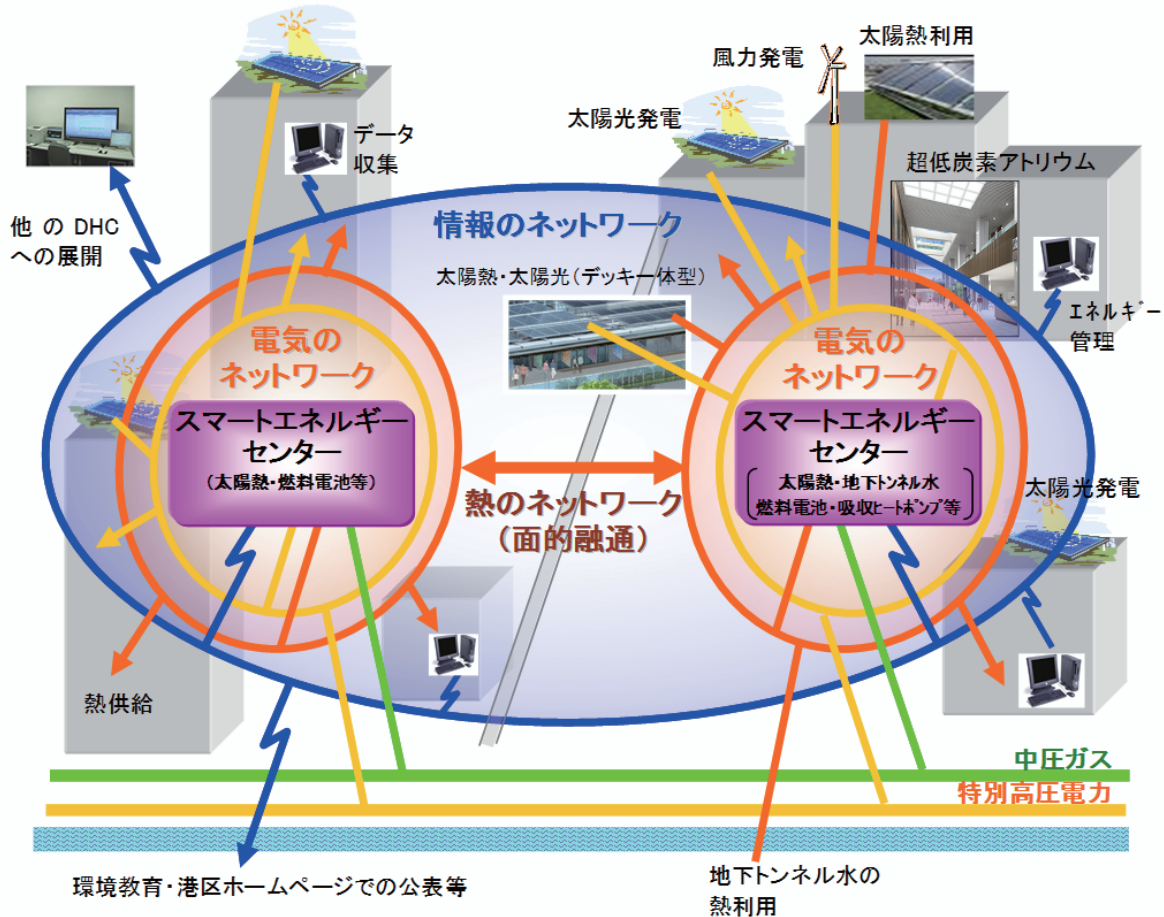 太陽熱利用
風力発電
太陽光発電
データ
収集
超低炭素アトリウム
他 の DHC
への展開
情報のネットワーク
太陽熱・太陽光(デッキ一体型)
エネルギー
管理
電気の
ネットワーク
スマートエネルギー
センター
(太陽熱・燃料電池等)
電気の
ネットワーク
スマートエネルギー
センター
太陽熱・地下トンネル水
燃料電池・吸収ヒートポンプ等
熱のネットワーク
(面的融通)
太陽光発電
熱供給
中圧ガス
特別高圧電力
環境教育・港区ホームページでの公表等
地下トンネル水の
熱利用